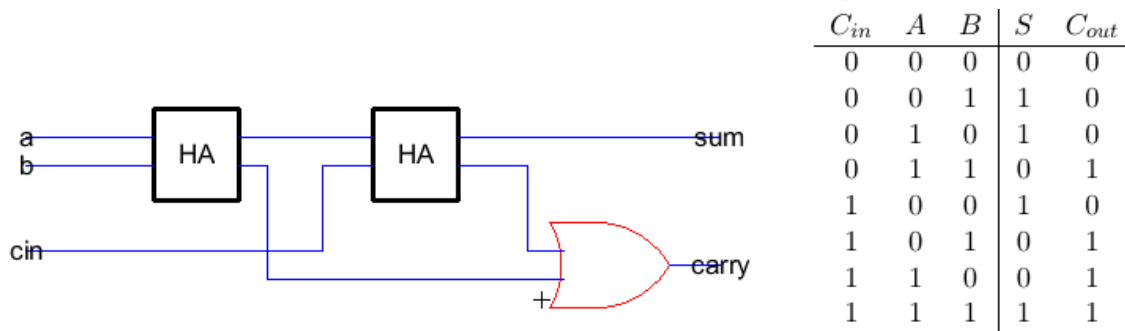 a
b
HA
HA
sum
cin
+
carry
C_in A B S C_out
0 0 0 0 0
0 0 1 1 0
0 1 0 1 0
0 1 1 0 1
1 0 0 1 0
1 0 1 0 1
1 1 0 0 1
1 1 1 1 1